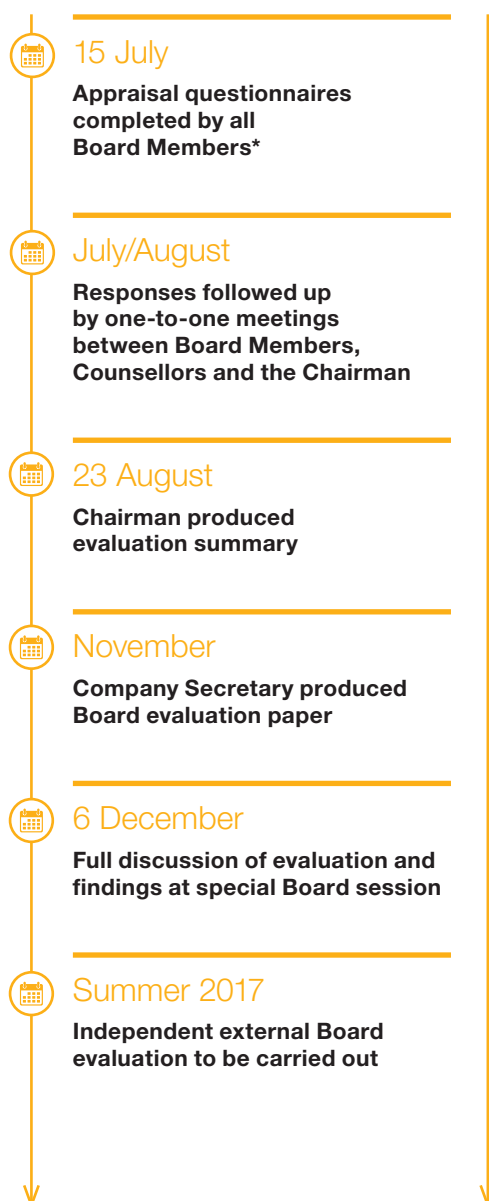 15 July
Appraisal questionnaires
completed by all
Board Members*
July/August
Responses followed up
by one-to-one meetings
between Board Members,
Counsellors and the Chairman
23 August
Chairman produced
evaluation summary
November
Company Secretary produced
Board evaluation paper
6 December
Full discussion of evaluation and
findings at special Board session
Summer 2017
Independent external Board
evaluation to be carried out